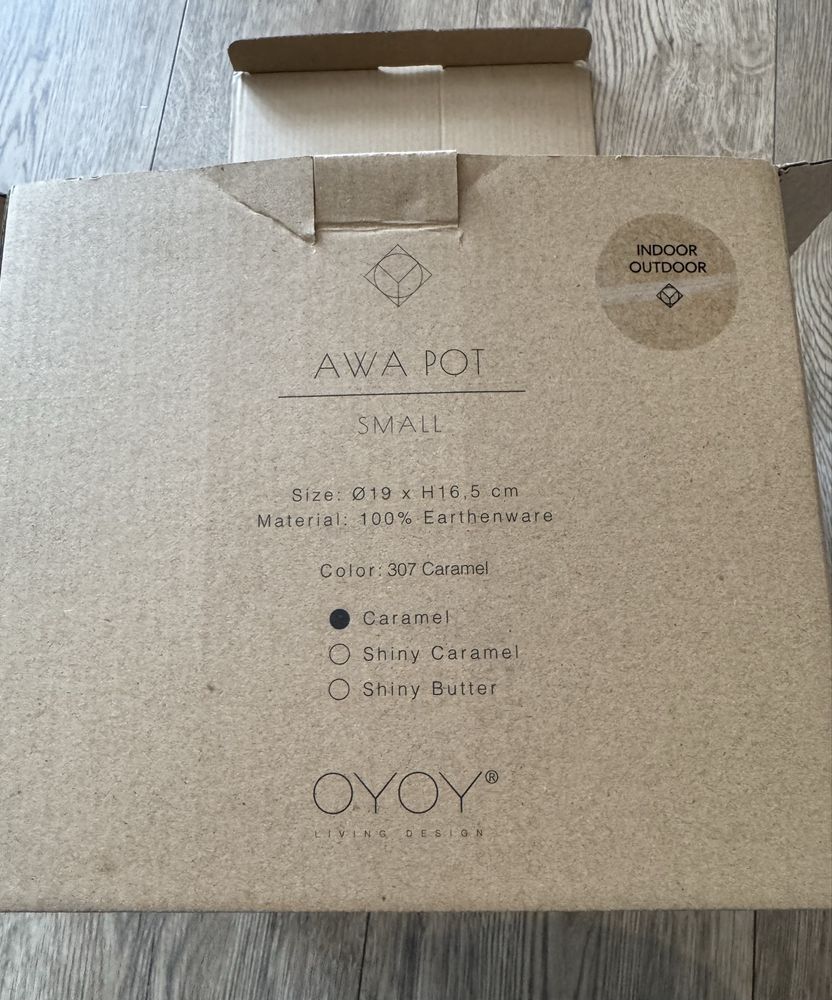 INDOOR
OUTDOOR
AWA POT
SMALL
Size: Ø19 x H16,5 cm
Material: 100% Earthenware
Color: 307 Caramel
Caramel
Shiny Caramel
Shiny Butter
OYOY®
LIVING DESIGN